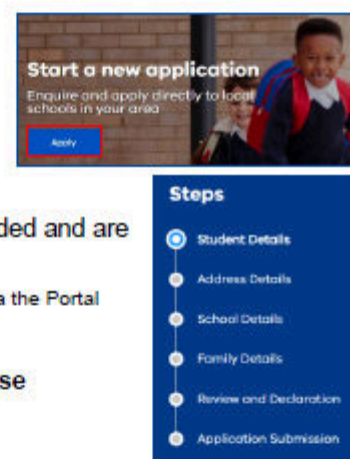 Start a new application
Enquire and apply directly to local
schools in your area
Apply
ded and are
a the Portal
se
Steps
Student Details
Address Details
School Details
Family Details
Review and Declaration
Application Submission